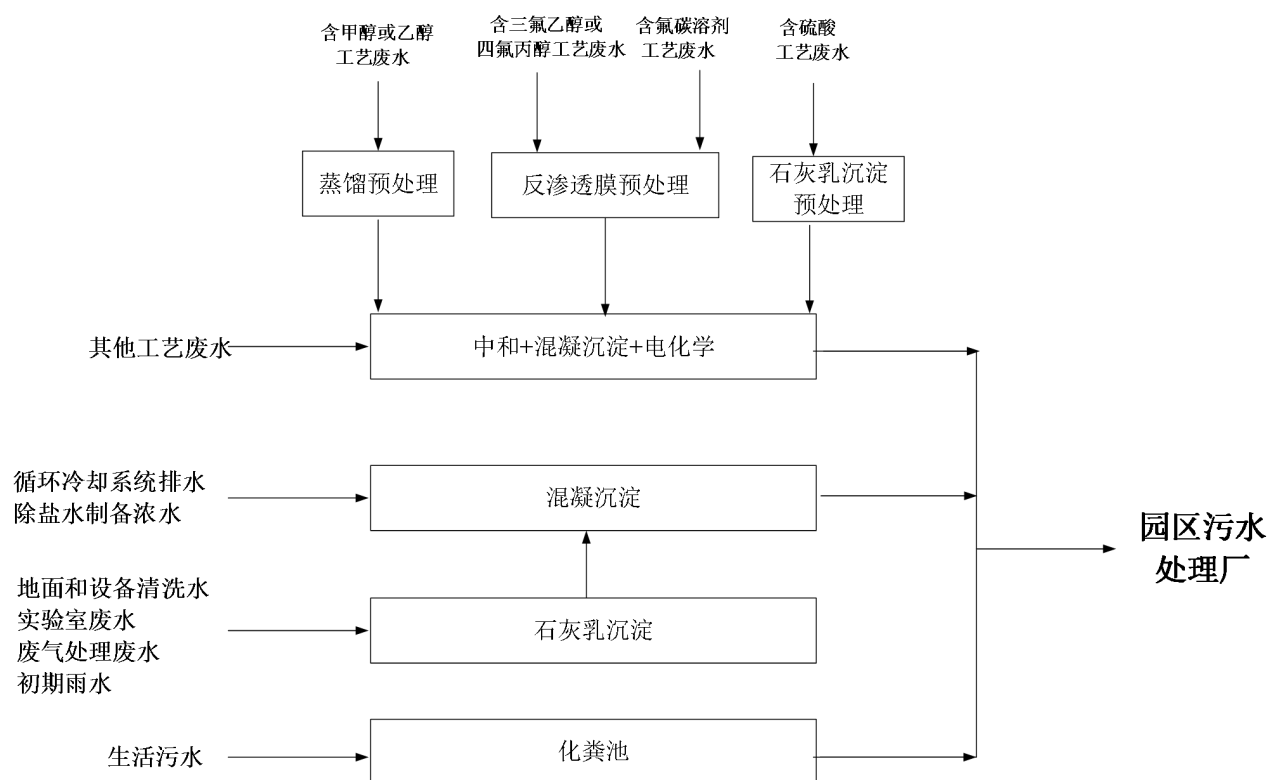 含甲醇或乙醇
工艺废水
含三氟乙醇或
四氟丙醇工艺废水
含氟碳溶剂
工艺废水
含硫酸
工艺废水
蒸馏预处理
反渗透膜预处理
石灰乳沉淀
预处理
其他工艺废水
中和+混凝沉淀+电化学
循环冷却系统排水
除盐水制备浓水
混凝沉淀
园区污水
处理厂
地面和设备清洗水
实验室废水
废气处理废水
初期雨水
石灰乳沉淀
生活污水
化粪池